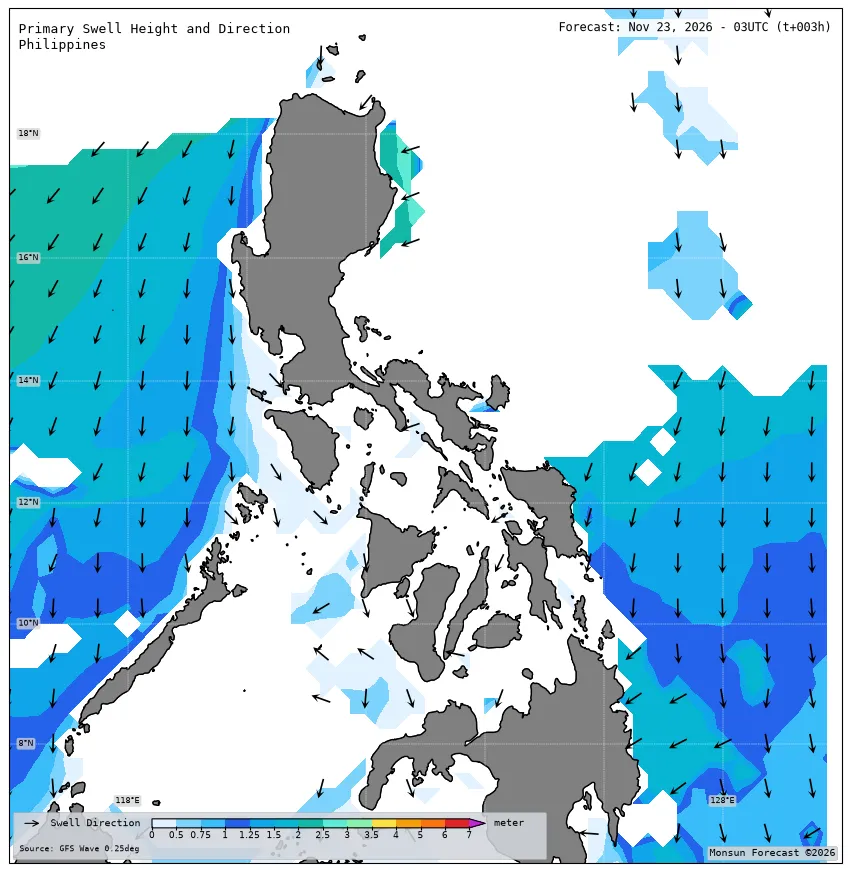 Primary Swell Height and Direction
Philippines
Forecast: Nov 23, 2026 - 03UTC (t+003h)
18°N
16°N
14°N
12°N
10°N
8°N
118°E
128°E
Swell Direction
0 0.5 0.75 1 1.25 1.5 2 2.5 3 3.5 4 5 6 7
meter
Source: GFS Wave 0.25deg
Monsun Forecast ©2026